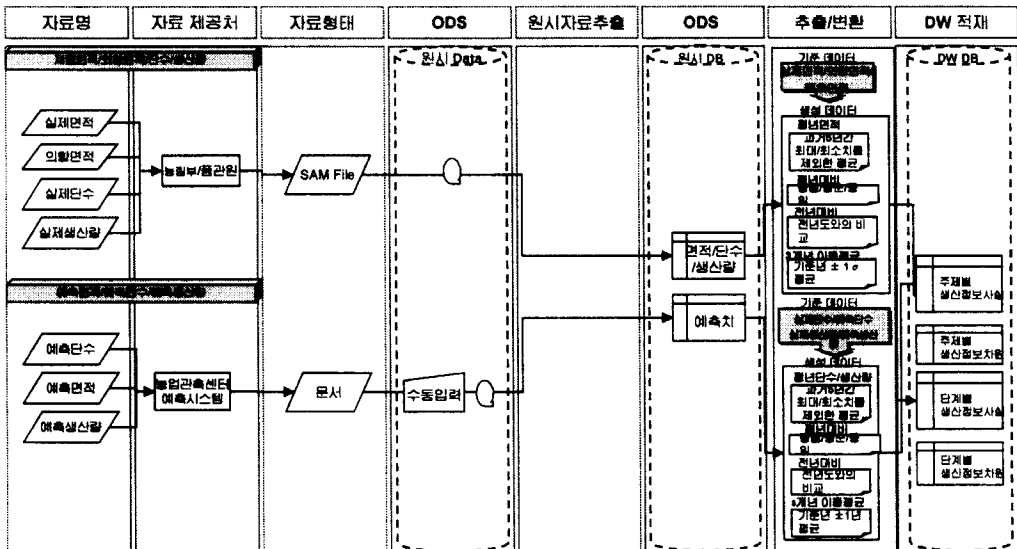 자료명
자료 제공처
자료형태
ODS
원시자료추출
ODS
추출/변환
DW 적재
원시 Data
원시 DB
기준 데이터
DW DB
실제면적
의향면적
실제단수
실제생산량
농림부/품관원
SAM File
생성 데이터
평년면적
과거5년간
최대/최소치를
제외한 평균
평년대비
전년대비
전년도와의 비
교
이동평균
기준년 ± 1
평균
면적/단수
/생산량
예측치
주제별
생산정보사실
주제별
생산정보차원
단계별
생산정보사실
단계별
생산정보차원
예측단수
예측면적
예측생산량
농업관측센터
예측시스템
문서
수동입력
기준 데이터
생성 데이터
평년단수/생산량
과거5년간
최대/최소치를
제외한 평균
평년대비
전년대비
전년도와의
비교
개년 이동평균
기준년 ±1년
평균